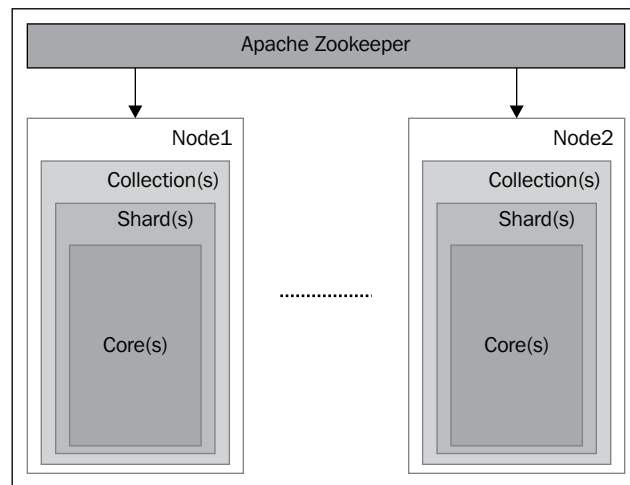 Apache Zookeeper
Node1
Node2
Collection(s)
Collection(s)
Shard(s)
Shard(s)
Core(s)
Core(s)